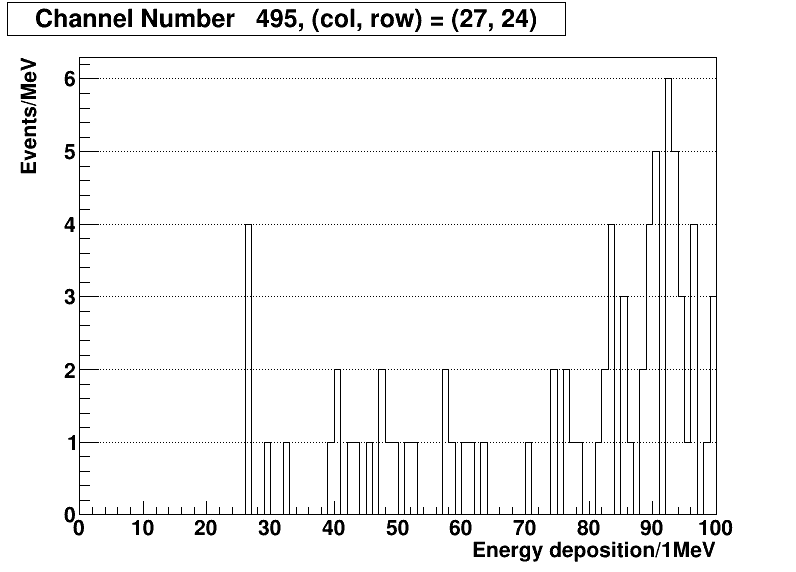 Channel Number 495, (col, row) = (27, 24)
Events/MeV
6
5
4
3
2
1
0
0 10 20 30 40 50 60 70 80 90 100
Energy deposition/1MeV